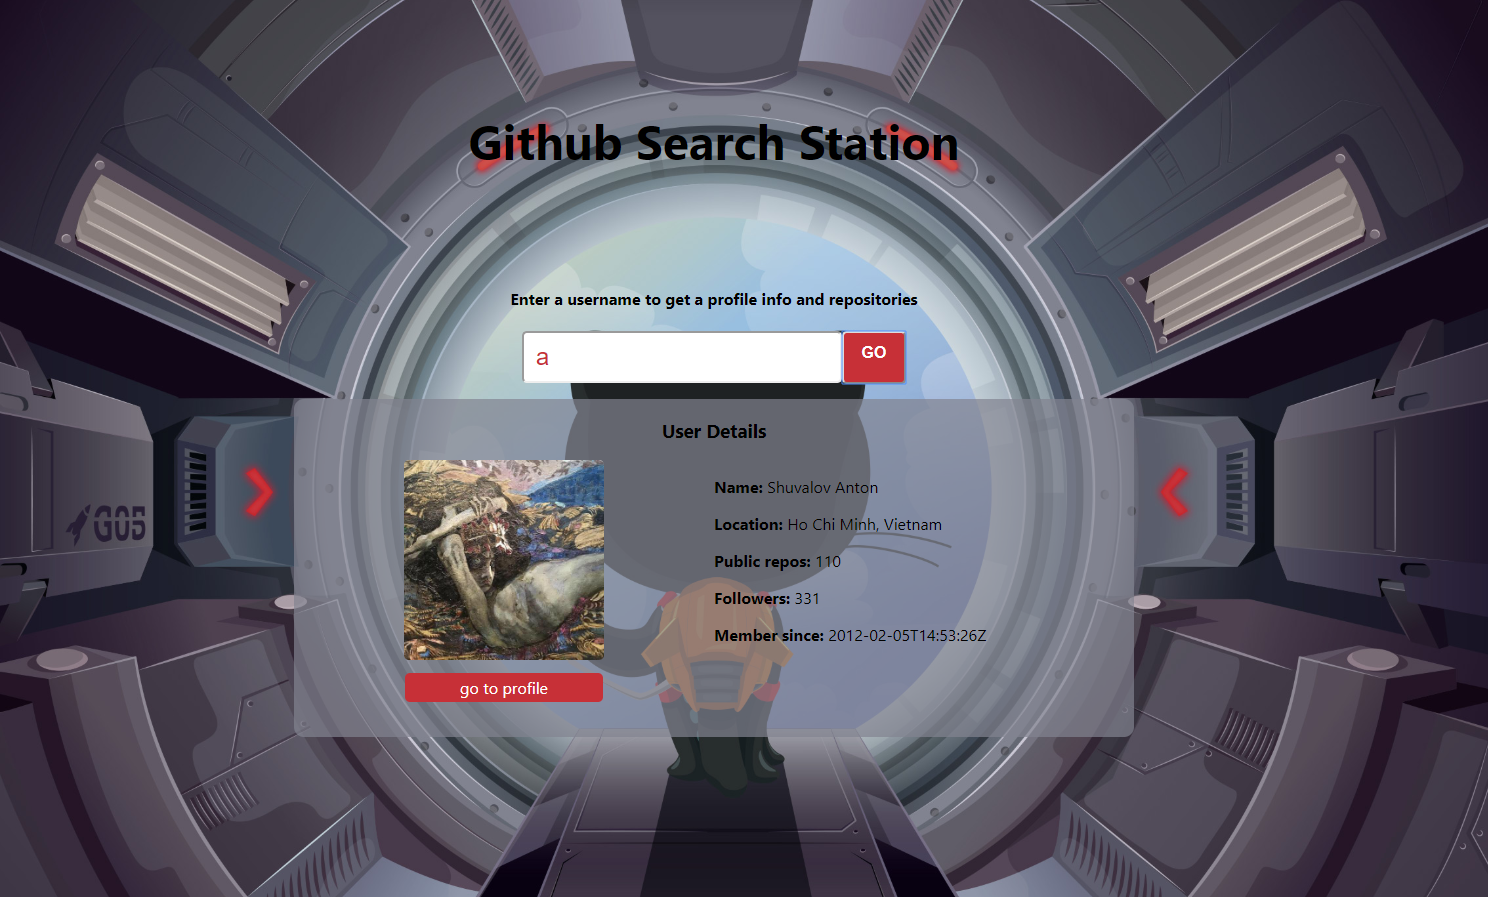 Github Search Station
Enter a username to get a profile info and repositories
a
GO
User Details
Name: Shuvalov Anton
Location: Ho Chi Minh, Vietnam
Public repos: 110
Followers: 331
Member since: 2012-02-05T14:53:26Z
go to profile
G05